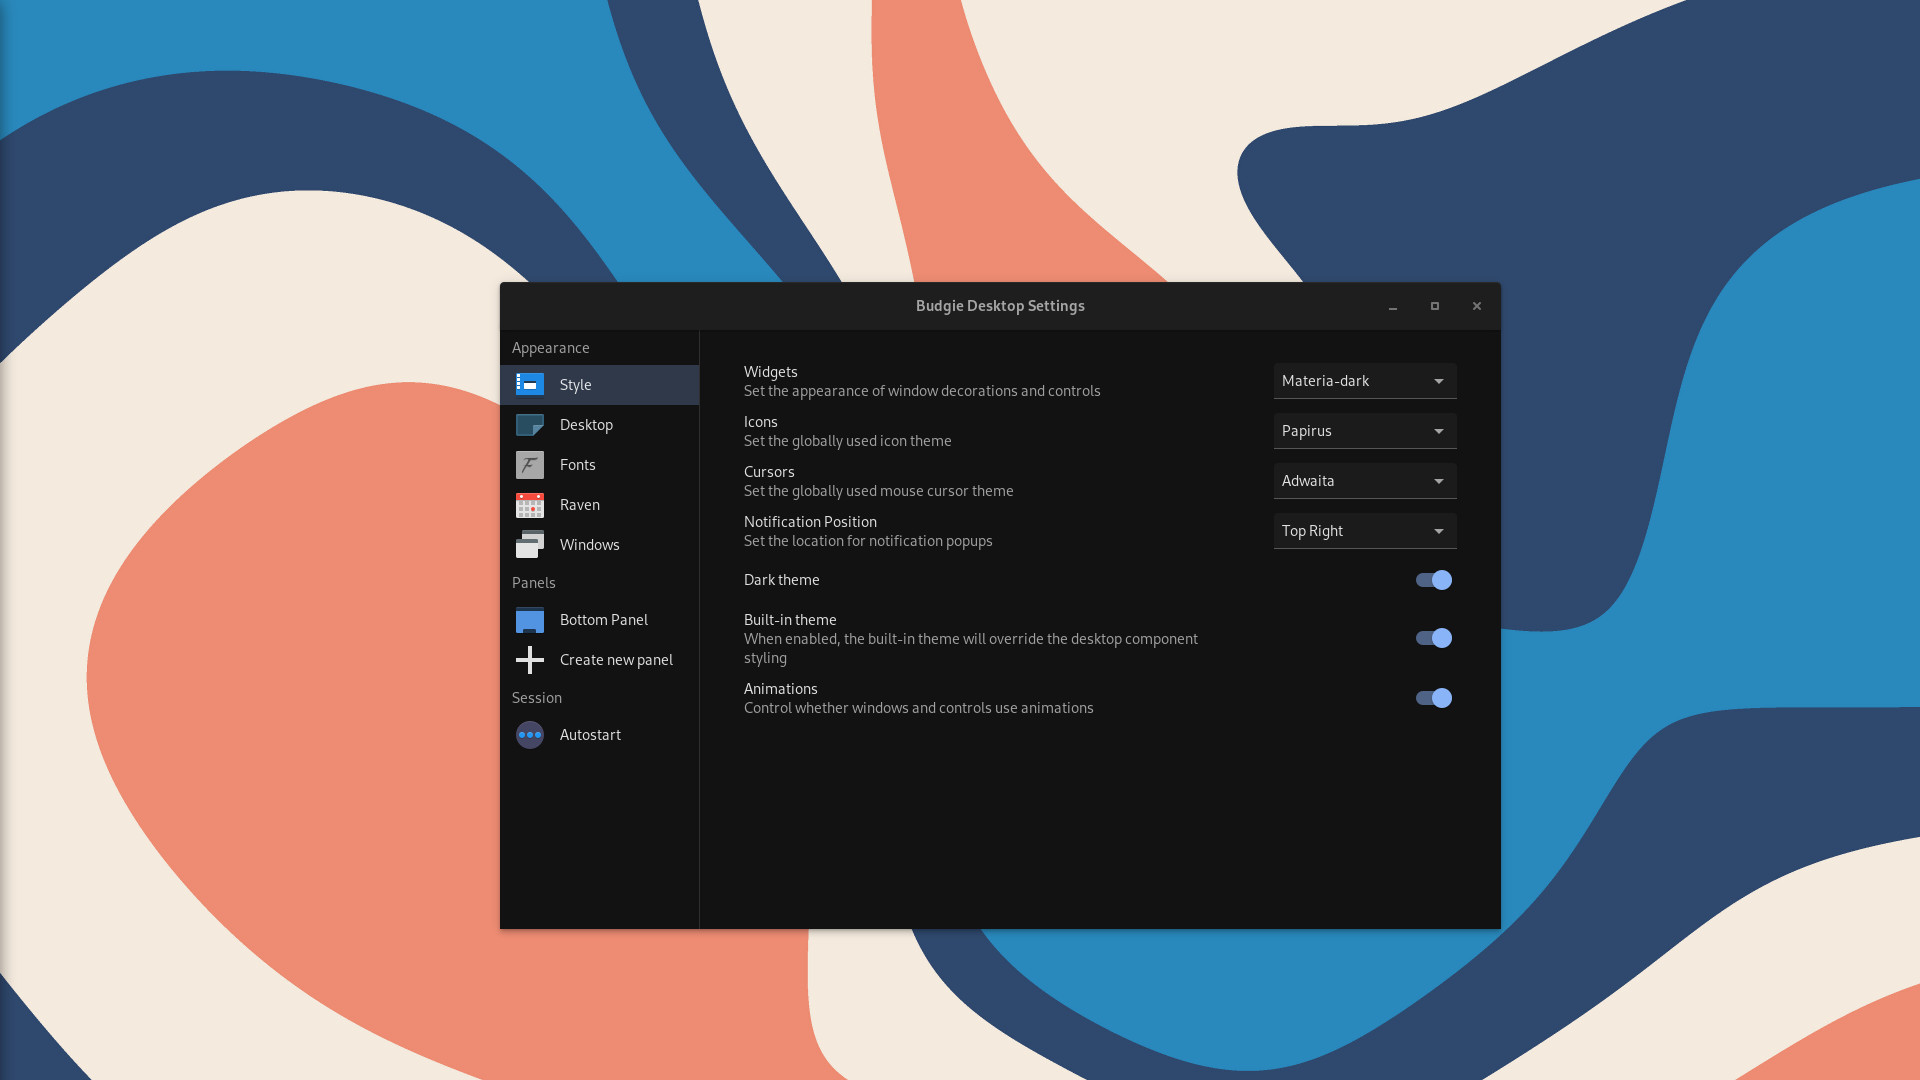 Budgie Desktop Settings
Appearance
Style
Desktop
Fonts
Raven
Windows
Panels
Bottom Panel
Create new panel
Session
Autostart
Widgets
Set the appearance of window decorations and controls
Materia-dark
Icons
Set the globally used icon theme
Papirus
Cursors
Set the globally used mouse cursor theme
Adwaita
Notification Position
Set the location for notification popups
Top Right
Dark theme
Built-in theme
When enabled, the built-in theme will override the desktop component
styling
Animations
Control whether windows and controls use animations